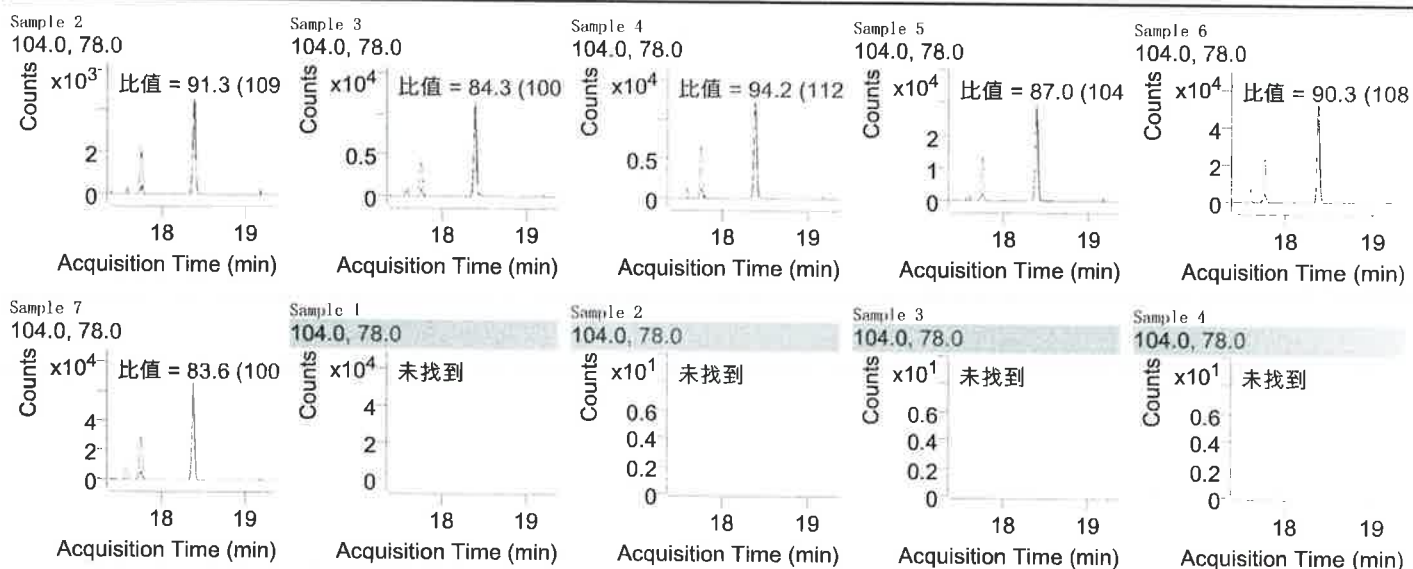 Sample 2
104.0, 78.0
Counts
x10³
比值 = 91.3 (109
2
0
18 19
Acquisition Time (min)
Sample 3
104.0, 78.0
Counts
x10⁴
比值 = 84.3 (100
0.5
0
18 19
Acquisition Time (min)
Sample 4
104.0, 78.0
Counts
x10⁴
比值 = 94.2 (112
0.5
0
18 19
Acquisition Time (min)
Sample 5
104.0, 78.0
Counts
x10⁴
比值 = 87.0 (104
2
1
0
18 19
Acquisition Time (min)
Sample 6
104.0, 78.0
Counts
x10⁴
比值 = 90.3 (108
4
2
0
18 19
Acquisition Time (min)
Sample 7
104.0, 78.0
Counts
x10⁴
比值 = 83.6 (100
4
2
0
18 19
Acquisition Time (min)
Sample 1
104.0, 78.0
Counts
x10⁴
未找到
4
2
0
18 19
Acquisition Time (min)
Sample 2
104.0, 78.0
Counts
x10¹
未找到
0.6
0.4
0.2
0
18 19
Acquisition Time (min)
Sample 3
104.0, 78.0
Counts
x10¹
未找到
0.6
0.4
0.2
0
18 19
Acquisition Time (min)
Sample 4
104.0, 78.0
Counts
x10¹
未找到
0.6
0.4
0.2
0
18 19
Acquisition Time (min)